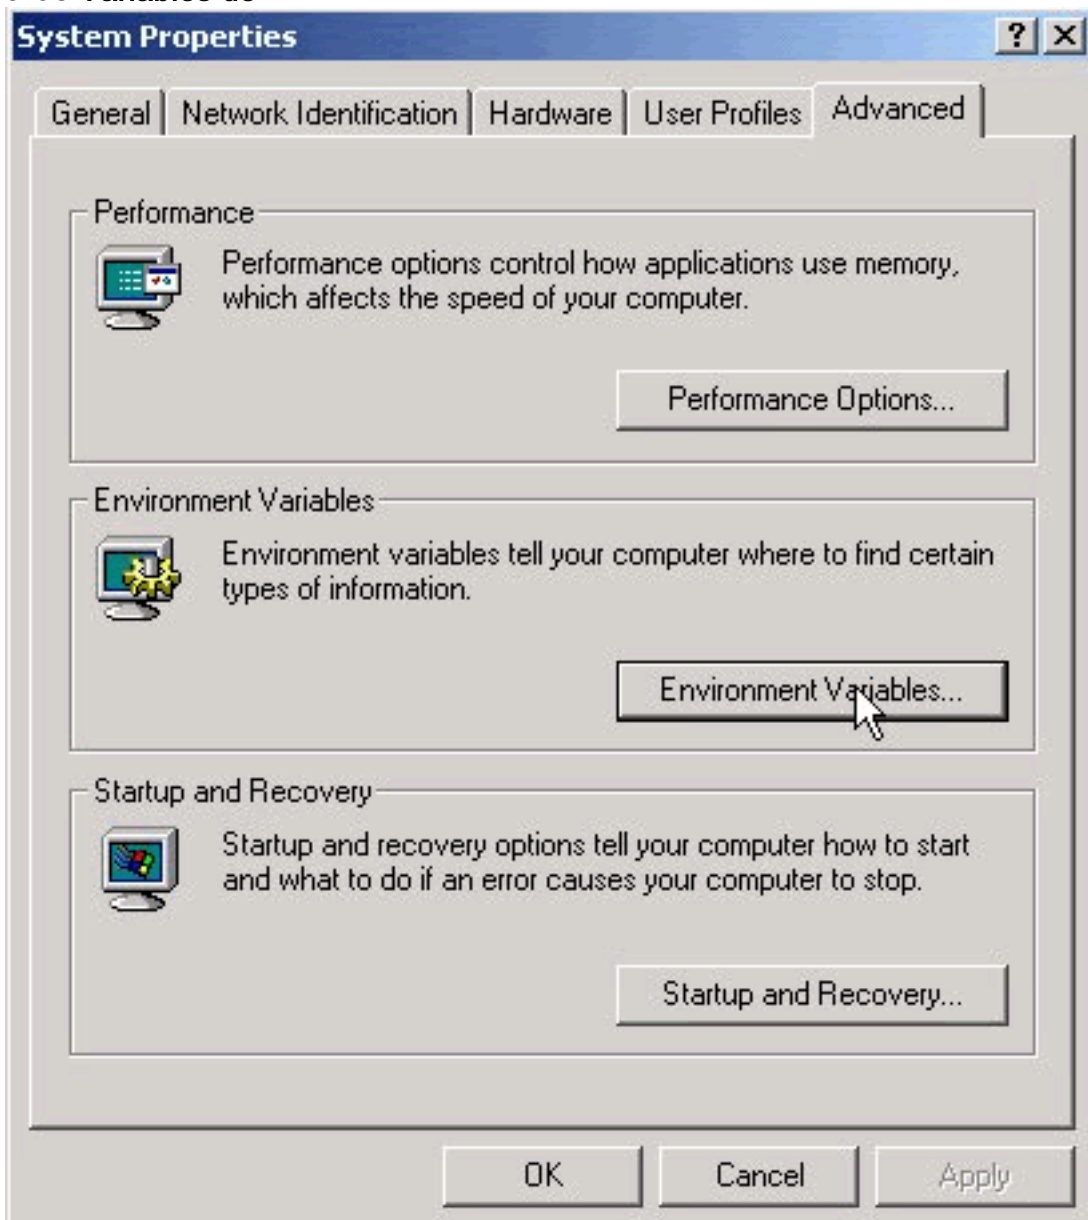 System Properties
General
Network Identification
Hardware
User Profiles
Advanced
Performance
Performance options control how applications use memory,
which affects the speed of your computer.
Performance Options...
Environment Variables
Environment variables tell your computer where to find certain
types of information.
Environment Variables...
Startup and Recovery
Startup and recovery options tell your computer how to start
and what to do if an error causes your computer to stop.
Startup and Recovery...
OK
Cancel
Apply